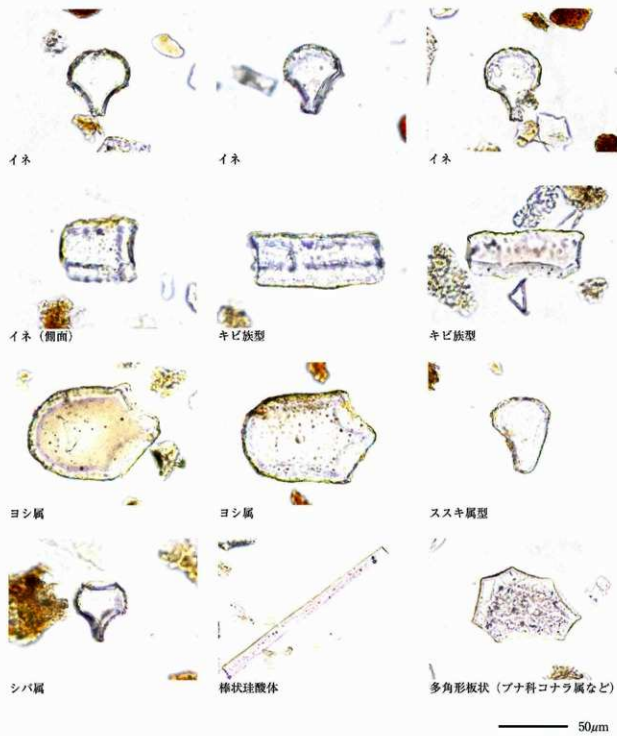 イネ
イネ
イネ
イネ（側面）
キビ族型
キビ族型
ヨシ属
ヨシ属
ススキ属型
シバ属
棒状珪酸体
多角形板状（ブナ科コナラ属など）
50μm